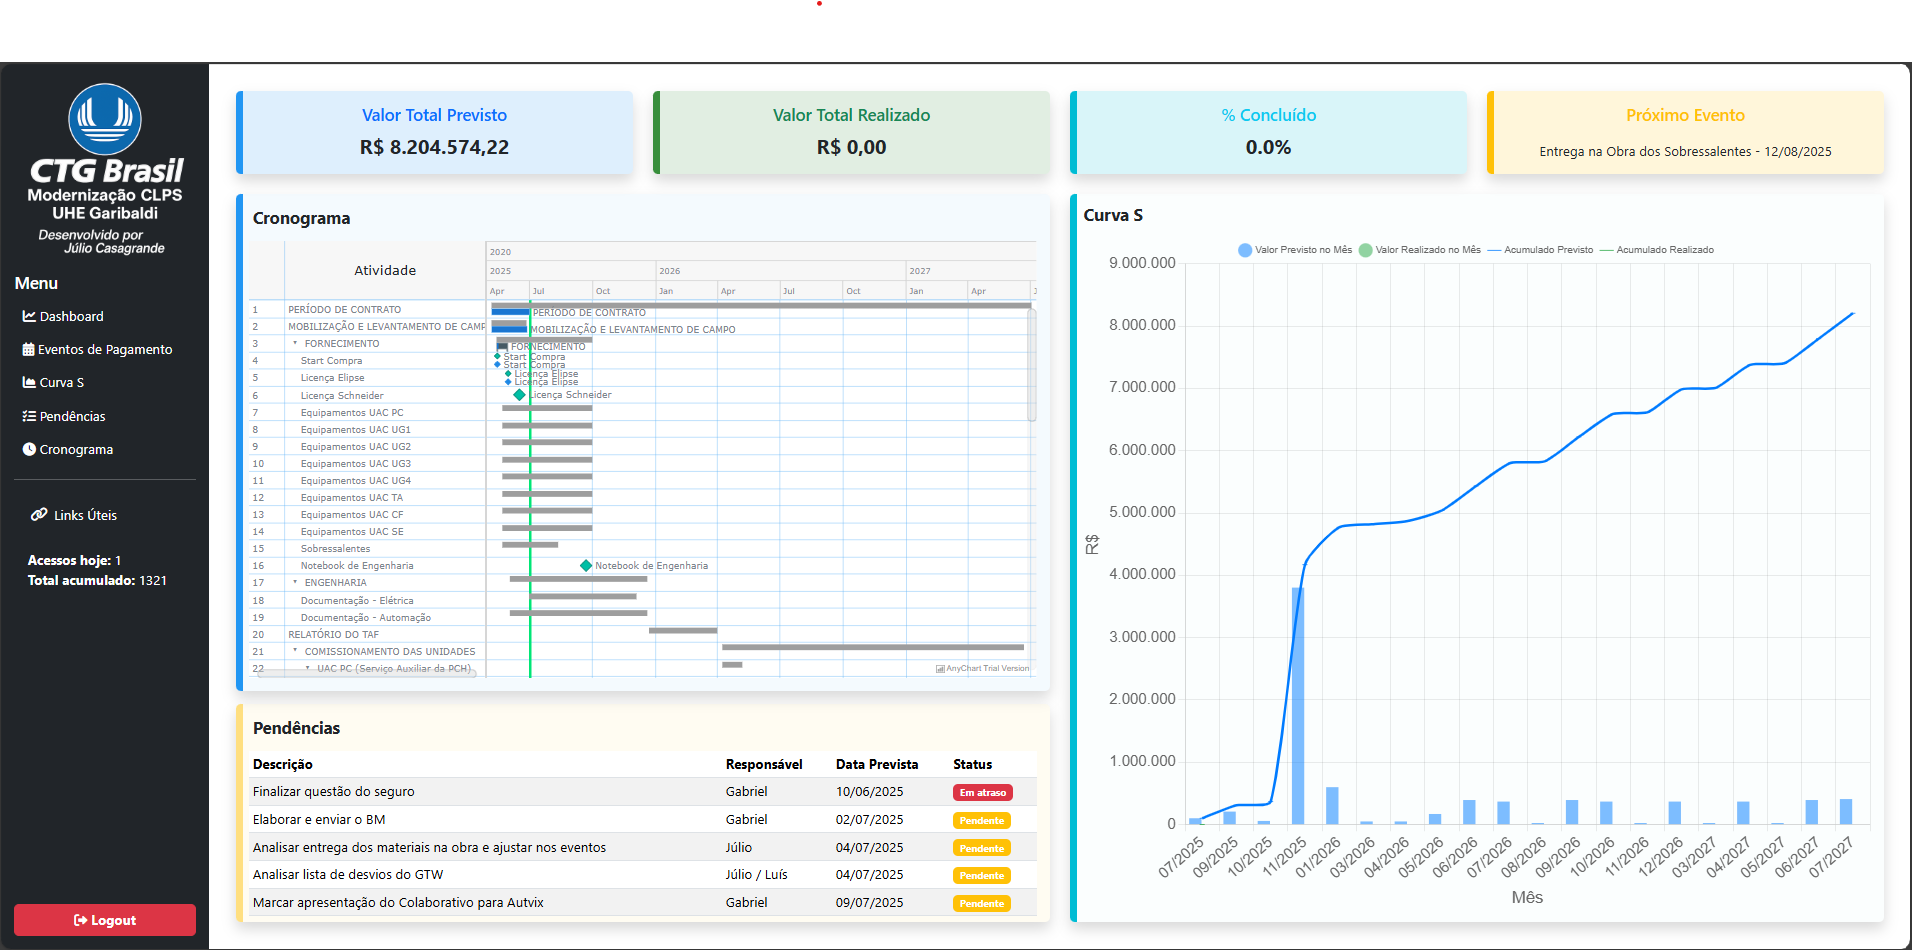 CTG Brasil
Modernização CLPS
UHE Garibaldi
Desenvolvido por
Júlio Casagrande
Menu
Dashboard
Eventos de Pagamento
Curva S
Pendências
Cronograma
Links Úteis
Acessos hoje: 1
Total acumulado: 1321
Logout
Valor Total Previsto
R$ 8.204.574,22
Valor Total Realizado
R$ 0,00
% Concluído
0.0%
Próximo Evento
Entrega na Obra dos Sobressalentes - 12/08/2025
Cronograma
Atividade
2020
2025 2026 2027
Apr Jul Oct Jan Apr Jul Oct Jan Apr
1 PERÍODO DE CONTRATO PERÍODO DE CONTRATO
2 MOBILIZAÇÃO E LEVANTAMENTO DE CAMP MOBILIZAÇÃO E LEVANTAMENTO DE CAMPO
3 FORNECIMENTO FORNECIMENTO
4 Start Compra Start Compra
Start Compra
5 Licença Elipse Licença Elipse
Licença Elipse
6 Licença Schneider Licença Schneider
7 Equipamentos UAC PC
8 Equipamentos UAC UG1
9 Equipamentos UAC UG2
10 Equipamentos UAC UG3
11 Equipamentos UAC UG4
12 Equipamentos UAC TA
13 Equipamentos UAC CF
14 Equipamentos UAC SE
15 Sobressalentes
16 Notebook de Engenharia Notebook de Engenharia
17 ENGENHARIA
18 Documentação - Elétrica
19 Documentação - Automação
20 RELATÓRIO DO TAF
21 COMISSIONAMENTO DAS UNIDADES
22 UAC PC (Serviço Auxiliar da PCH)
AnyChart Trial Version
Pendências
Descrição Responsável Data Prevista Status
Finalizar questão do seguro Gabriel 10/06/2025 Em atraso
Elaborar e enviar o BM Gabriel 02/07/2025 Pendente
Analisar entrega dos materiais na obra e ajustar nos eventos Júlio 04/07/2025 Pendente
Analisar lista de desvios do GTW Júlio / Luís 04/07/2025 Pendente
Marcar apresentação do Colaborativo para Autvix Gabriel 09/07/2025 Pendente
Curva S
Valor Previsto no Mês Valor Realizado no Mês Acumulado Previsto Acumulado Realizado
9.000.000
8.000.000
7.000.000
6.000.000
5.000.000
4.000.000
3.000.000
2.000.000
1.000.000
0
R$
07/2025 09/2025 10/2025 11/2025 01/2026 03/2026 04/2026 05/2026 06/2026 07/2026 08/2026 09/2026 10/2026 11/2026 12/2026 03/2027 04/2027 05/2027 06/2027 07/2027
Mês